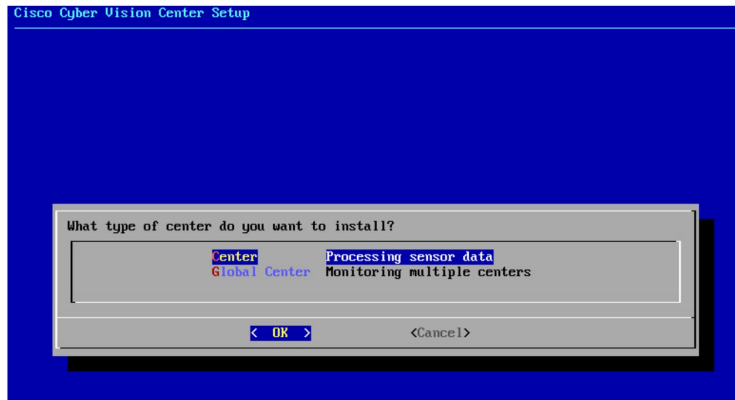 Cisco Cyber Vision Center Setup
What type of center do you want to install?
Center Processing sensor data
Global Center Monitoring multiple centers
< OK > <Cancel>